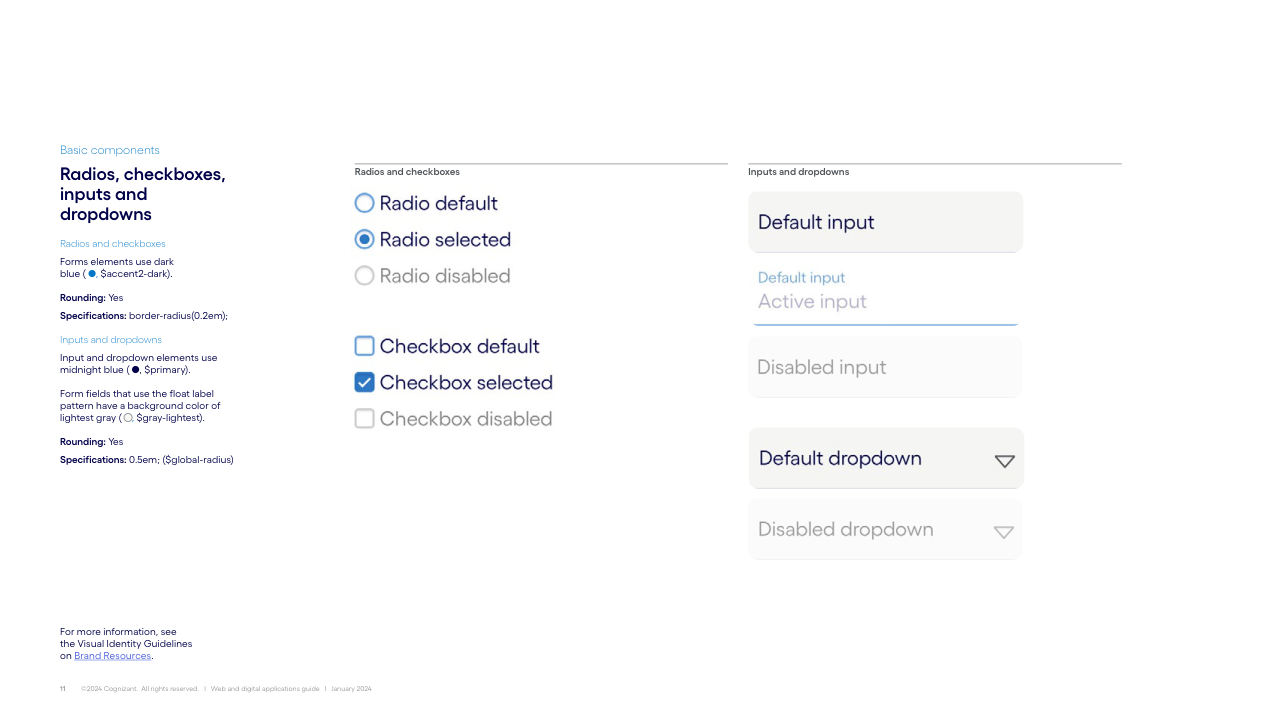 Basic components
Radios, checkboxes,
inputs and
dropdowns
Radios and checkboxes
Forms elements use dark
blue ( , $accent2-dark).
Rounding: Yes
Specifications: border-radius(0.2em);
Inputs and dropdowns
Input and dropdown elements use
midnight blue ( , $primary).
Form fields that use the float label
pattern have a background color of
lightest gray ( , $gray-lightest).
Rounding: Yes
Specifications: 0.5em; ($global-radius)
For more information, see
the Visual Identity Guidelines
on Brand Resources.
Radios and checkboxes
Radio default
Radio selected
Radio disabled
Checkbox default
Checkbox selected
Checkbox disabled
Inputs and dropdowns
Default input
Default input
Active input
Disabled input
Default dropdown
Disabled dropdown
11 ©2024 Cognizant. All rights reserved. | Web and digital applications guide | January 2024